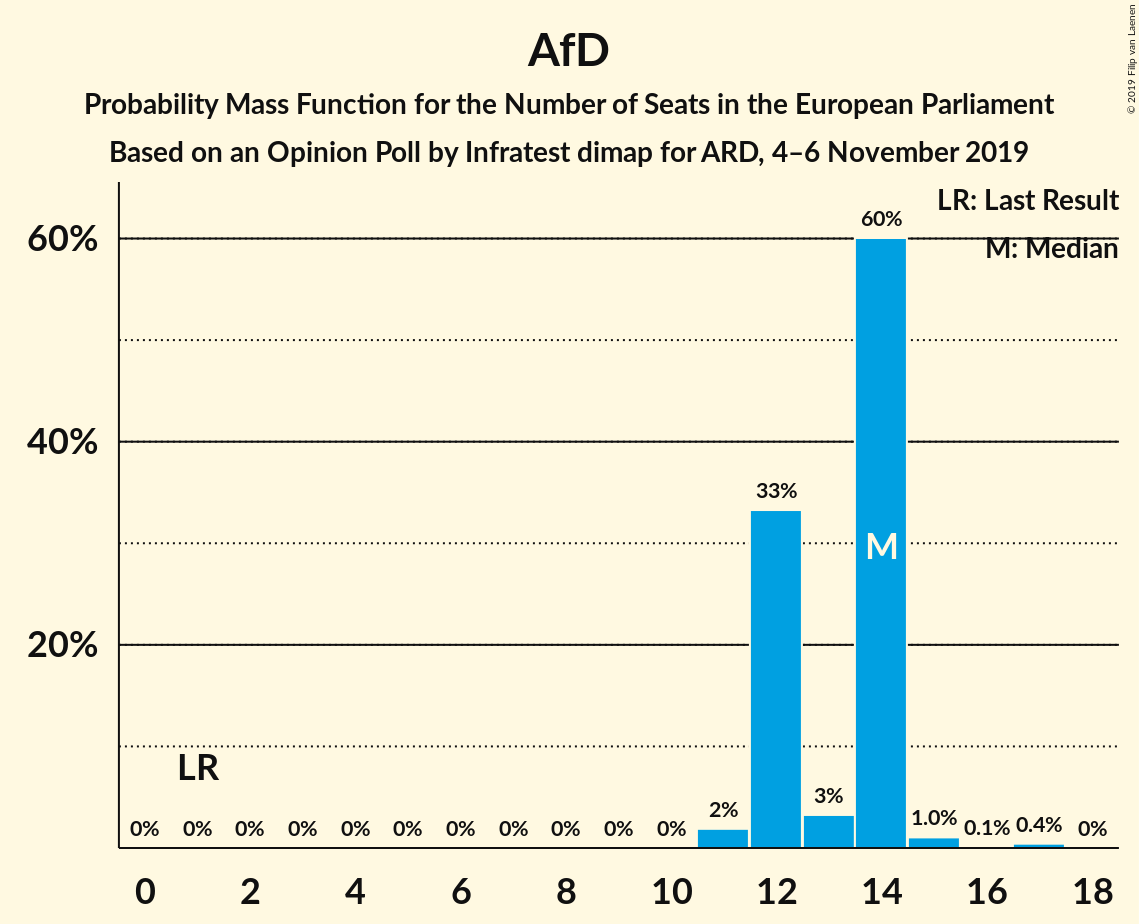 AfD
Probability Mass Function for the Number of Seats in the European Parliament
Based on an Opinion Poll by Infratest dimap for ARD, 4–6 November 2019
© 2019 Filip van Laenen
LR: Last Result
M: Median
60%
40%
20%
60%
33%
M
LR
0% 0% 0% 0% 0% 0% 0% 0% 0% 0% 0% 2% 3% 1.0% 0.1% 0.4% 0%
0 2 4 6 8 10 12 14 16 18